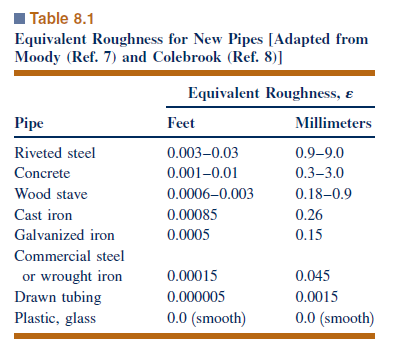 Table 8.1
Equivalent Roughness for New Pipes [Adapted from
Moody (Ref. 7) and Colebrook (Ref. 8)]
Equivalent Roughness, ε
Pipe Feet Millimeters
Riveted steel 0.003–0.03 0.9–9.0
Concrete 0.001–0.01 0.3–3.0
Wood stave 0.0006–0.003 0.18–0.9
Cast iron 0.00085 0.26
Galvanized iron 0.0005 0.15
Commercial steel
or wrought iron 0.00015 0.045
Drawn tubing 0.000005 0.0015
Plastic, glass 0.0 (smooth) 0.0 (smooth)